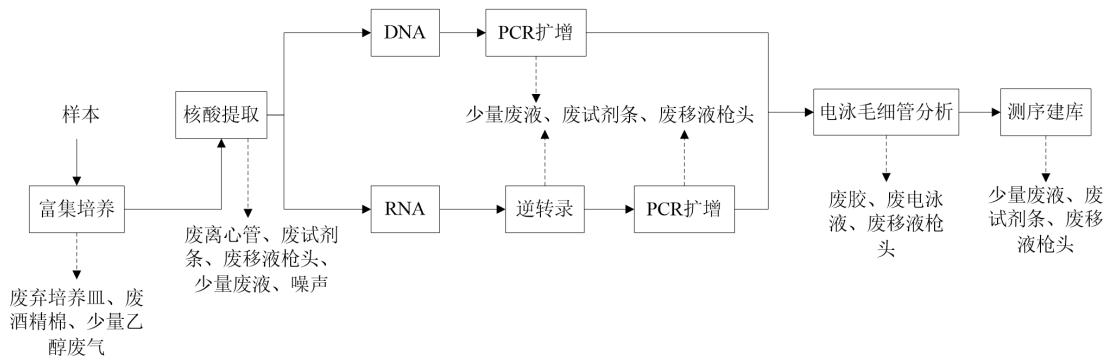 样本
富集培养
废弃培养皿、废
酒精棉、少量乙
醇废气
核酸提取
废离心管、废试剂
条、废移液枪头、
少量废液、噪声
DNA
PCR扩增
少量废液、废试剂条、废移液枪头
RNA
逆转录
PCR扩增
电泳毛细管分析
废胶、废电泳
液、废移液枪
头
测序建库
少量废液、废
试剂条、废移
液枪头